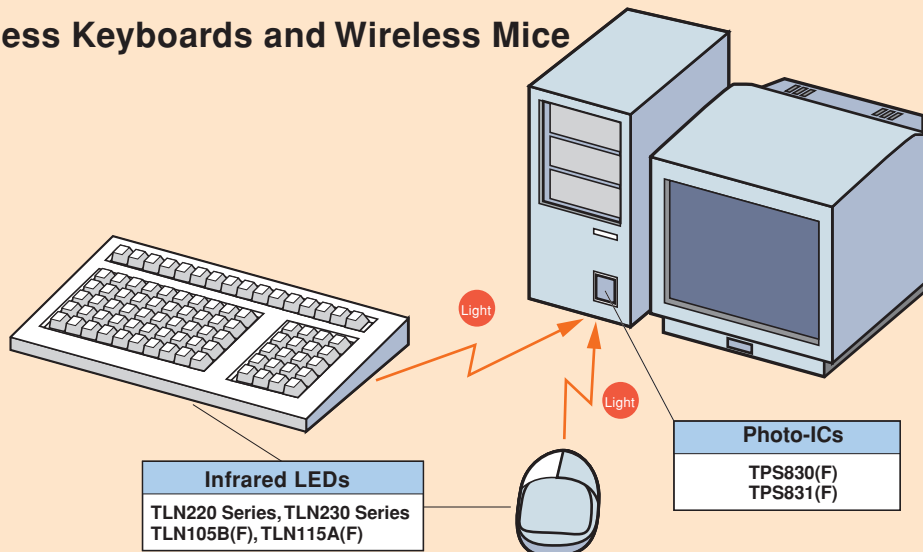 ess Keyboards and Wireless Mice
Light
Light
Photo-ICs
TPS830(F)
TPS831(F)
Infrared LEDs
TLN220 Series, TLN230 Series
TLN105B(F), TLN115A(F)